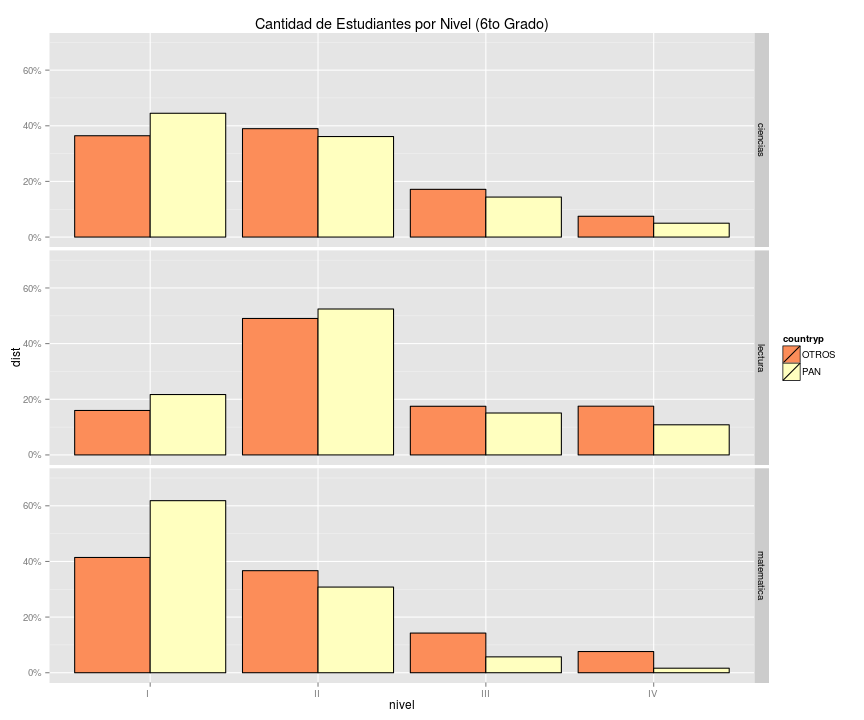 Cantidad de Estudiantes por Nivel (6to Grado)
60%
40%
20%
0%
ciencias
60%
40%
20%
0%
lectura
60%
40%
20%
0%
matematica
dist
I
II
III
IV
nivel
countryp
OTROS
PAN